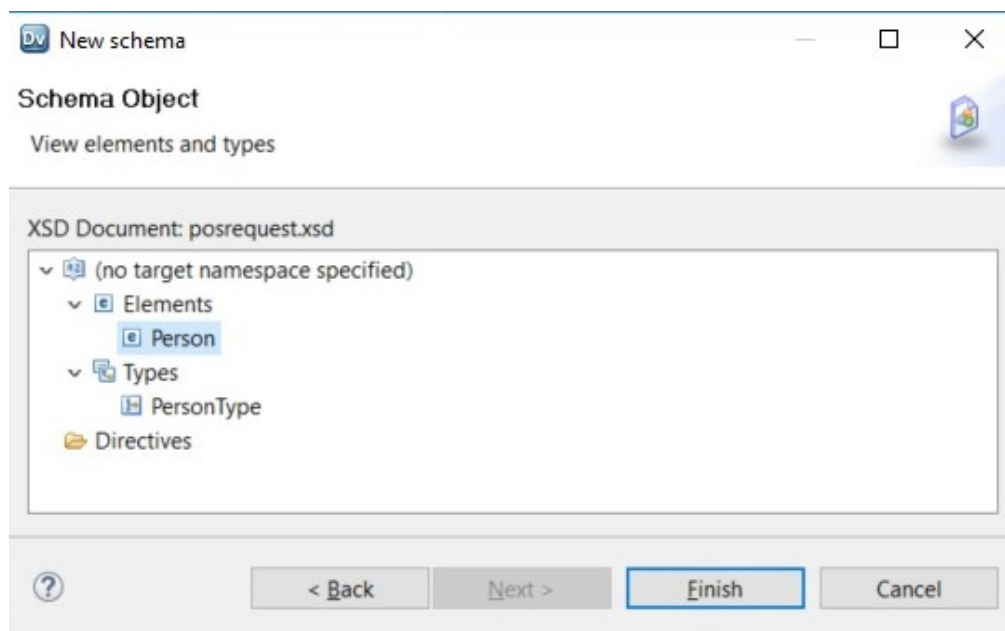 Dv New schema
Schema Object
View elements and types
XSD Document: posrequest.xsd
(no target namespace specified)
e Elements
e Person
Types
PersonType
Directives
? < Back Next > Finish Cancel